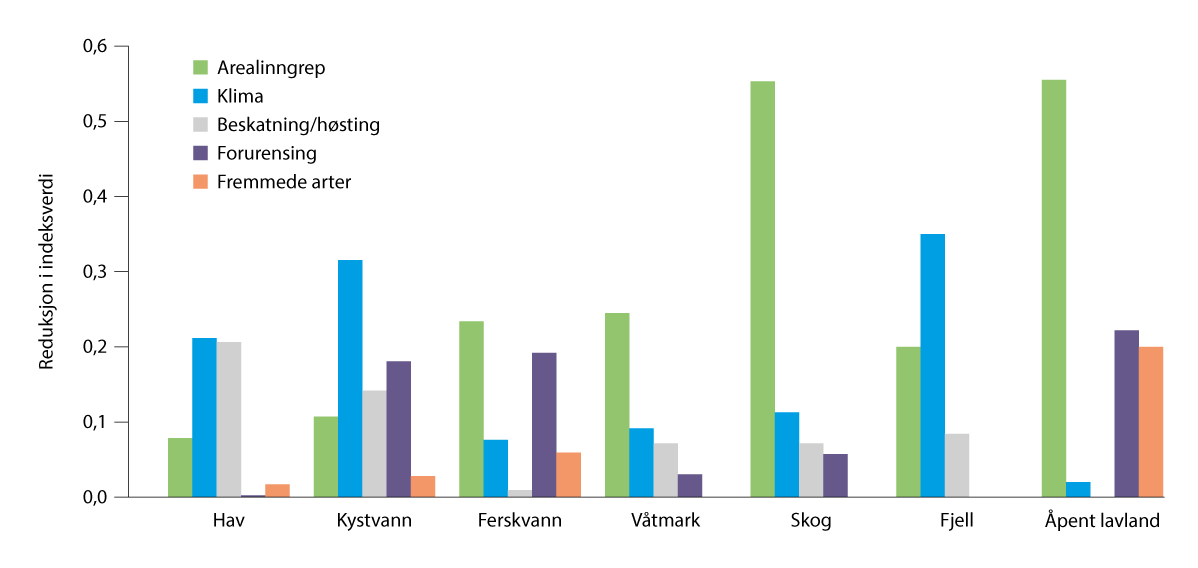 0,6
0,5
0,4
0,3
0,2
0,1
0,0
Reduksjon i indeksverdi
Arealinngrep
Klima
Beskatning/høsting
Forurensing
Fremmede arter
Hav
Kystvann
Ferskvann
Våtmark
Skog
Fjell
Åpent lavland